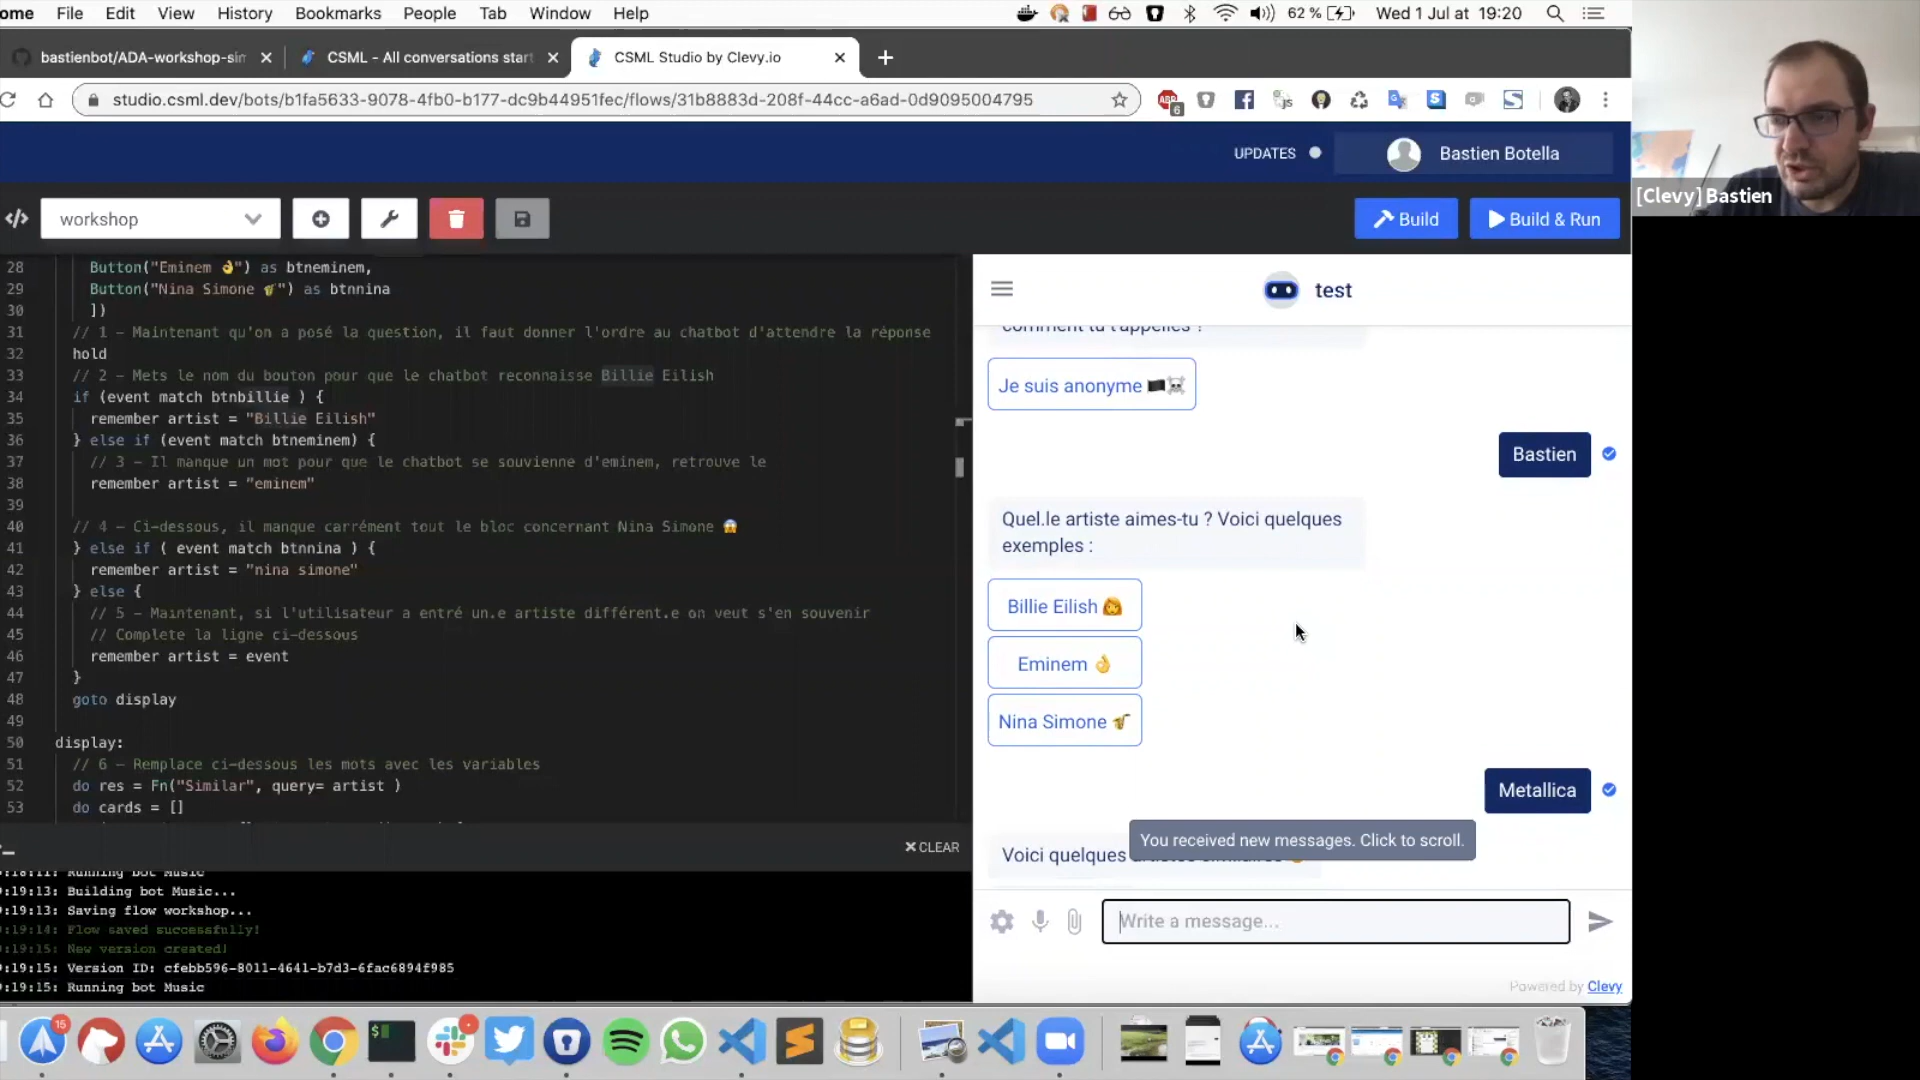 ome File Edit View History Bookmarks People Tab Window Help 62 % Wed 1 Jul at 19:20
bastienbot/ADA-workshop-sim CSML - All conversations start CSML Studio by Clevy.io
studio.csml.dev/bots/b1fa5633-9078-4fb0-b177-dc9b44951fec/flows/31b8883d-208f-44cc-a6ad-0d9095004795
6
UPDATES Bastien Botella
[Clevy] Bastien
workshop
Build Build & Run
28 Button("Eminem 👌") as btneminem,
29 Button("Nina Simone 🎷") as btnnina
30 ])
31 // 1 - Maintenant qu'on a posé la question, il faut donner l'ordre au chatbot d'attendre la réponse
32 hold
33 // 2 - Mets le nom du bouton pour que le chatbot reconnaisse Billie Eilish
34 if (event match btnbillie ) {
35 remember artist = "Billie Eilish"
36 } else if (event match btneminem) {
37 // 3 - Il manque un mot pour que le chatbot se souvienne d'eminem, retrouve le
38 remember artist = "eminem"
39
40 // 4 - Ci-dessous, il manque carrément tout le bloc concernant Nina Simone 😱
41 } else if ( event match btnnina ) {
42 remember artist = "nina simone"
43 } else {
44 // 5 - Maintenant, si l'utilisateur a entré un.e artiste différent.e on veut s'en souvenir
45 // Complete la ligne ci-dessous
46 remember artist = event
47 }
48 goto display
49
50 display:
51 // 6 - Remplace ci-dessous les mots avec les variables
52 do res = Fn("Similar", query= artist )
53 do cards = []
CLEAR
:18:11: Running bot Music
:19:13: Building bot Music...
:19:13: Saving flow workshop...
:19:14: Flow saved successfully!
:19:15: New version created!
:19:15: Version ID: cfebb596-8011-4641-b7d3-6fac6894f985
:19:15: Running bot Music
test
comment tu t'appelles ?
Je suis anonyme 🏴☠️
Bastien
Quel.le artiste aimes-tu ? Voici quelques
exemples :
Billie Eilish 👩
Eminem 👌
Nina Simone 🎷
Metallica
You received new messages. Click to scroll.
Voici quelques
Write a message...
Powered by Clevy
15